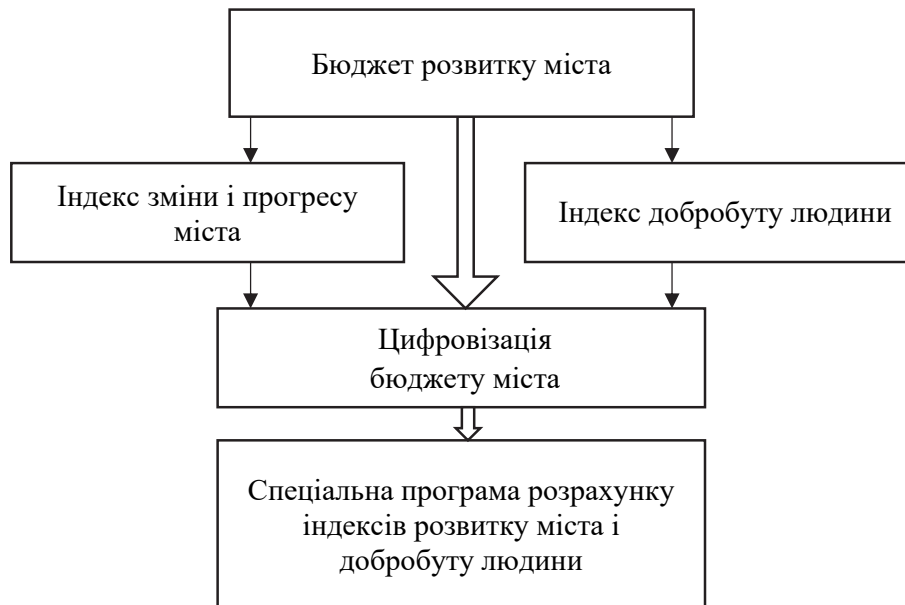 Бюджет розвитку міста
Індекс зміни і прогресу
міста
Індекс добробуту людини
Цифровізація
бюджету міста
Спеціальна програма розрахунку
індексів розвитку міста і
добробуту людини